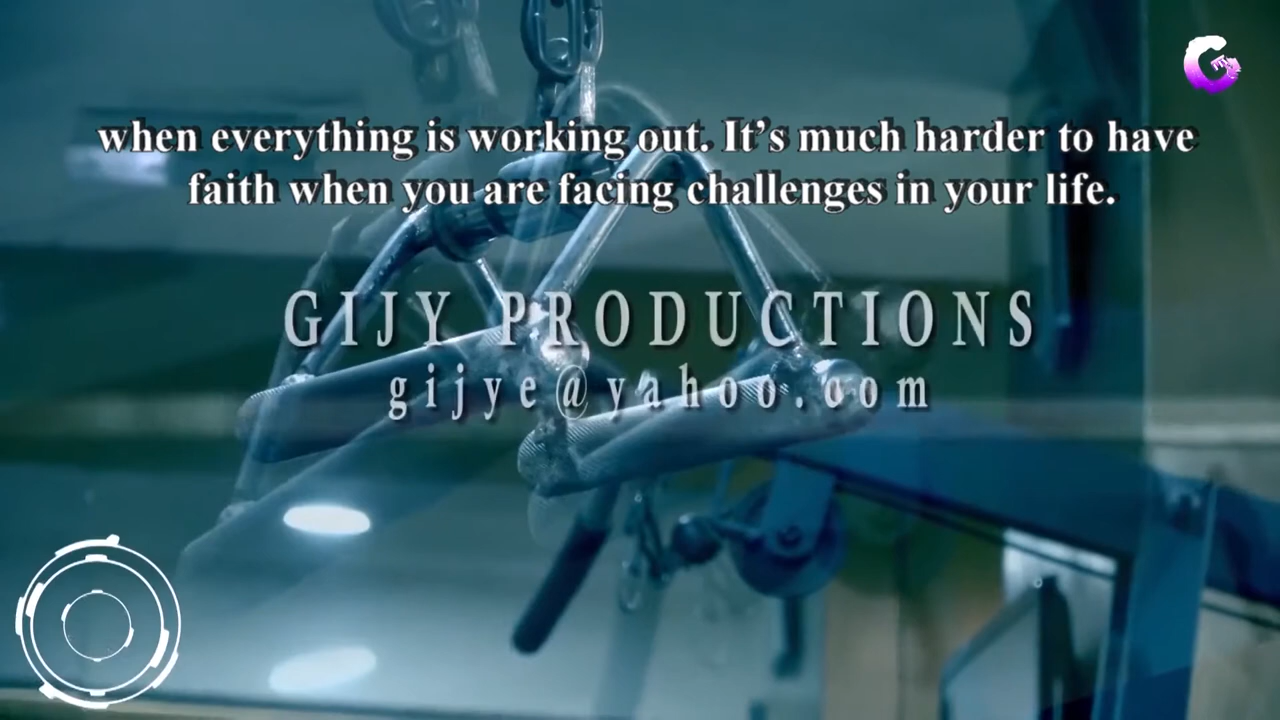 when everything is working out. It’s much harder to have
faith when you are facing challenges in your life.
GIJY PRODUCTIONS
gijye@yahoo.com